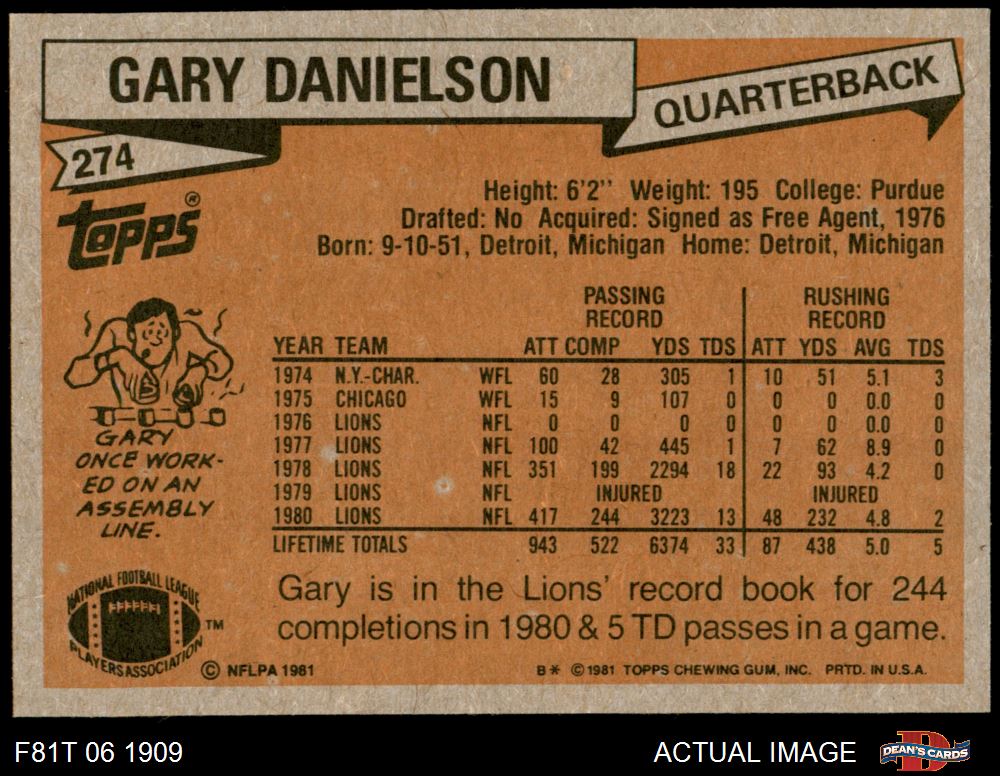 GARY DANIELSON
QUARTERBACK
274
TOPPS®
Height: 6'2" Weight: 195 College: Purdue
Drafted: No Acquired: Signed as Free Agent, 1976
Born: 9-10-51, Detroit, Michigan Home: Detroit, Michigan
PASSING RECORD RUSHING RECORD
YEAR TEAM ATT COMP YDS TDS ATT YDS AVG TDS
1974 N.Y.-CHAR. WFL 60 28 305 1 10 51 5.1 3
1975 CHICAGO WFL 15 9 107 0 0 0 0.0 0
1976 LIONS NFL 0 0 0 0 0 0 0.0 0
1977 LIONS NFL 100 42 445 1 7 62 8.9 0
1978 LIONS NFL 351 199 2294 18 22 93 4.2 0
1979 LIONS NFL INJURED INJURED
1980 LIONS NFL 417 244 3223 13 48 232 4.8 2
LIFETIME TOTALS 943 522 6374 33 87 438 5.0 5
GARY
ONCE WORK-
ED ON AN
ASSEMBLY
LINE.
Gary is in the Lions' record book for 244
completions in 1980 & 5 TD passes in a game.
NATIONAL FOOTBALL LEAGUE
PLAYERS ASSOCIATION
TM
© NFLPA 1981
B* © 1981 TOPPS CHEWING GUM, INC. PRTD. IN U.S.A.
F81T 06 1909
ACTUAL IMAGE
D
DEAN'S CARDS